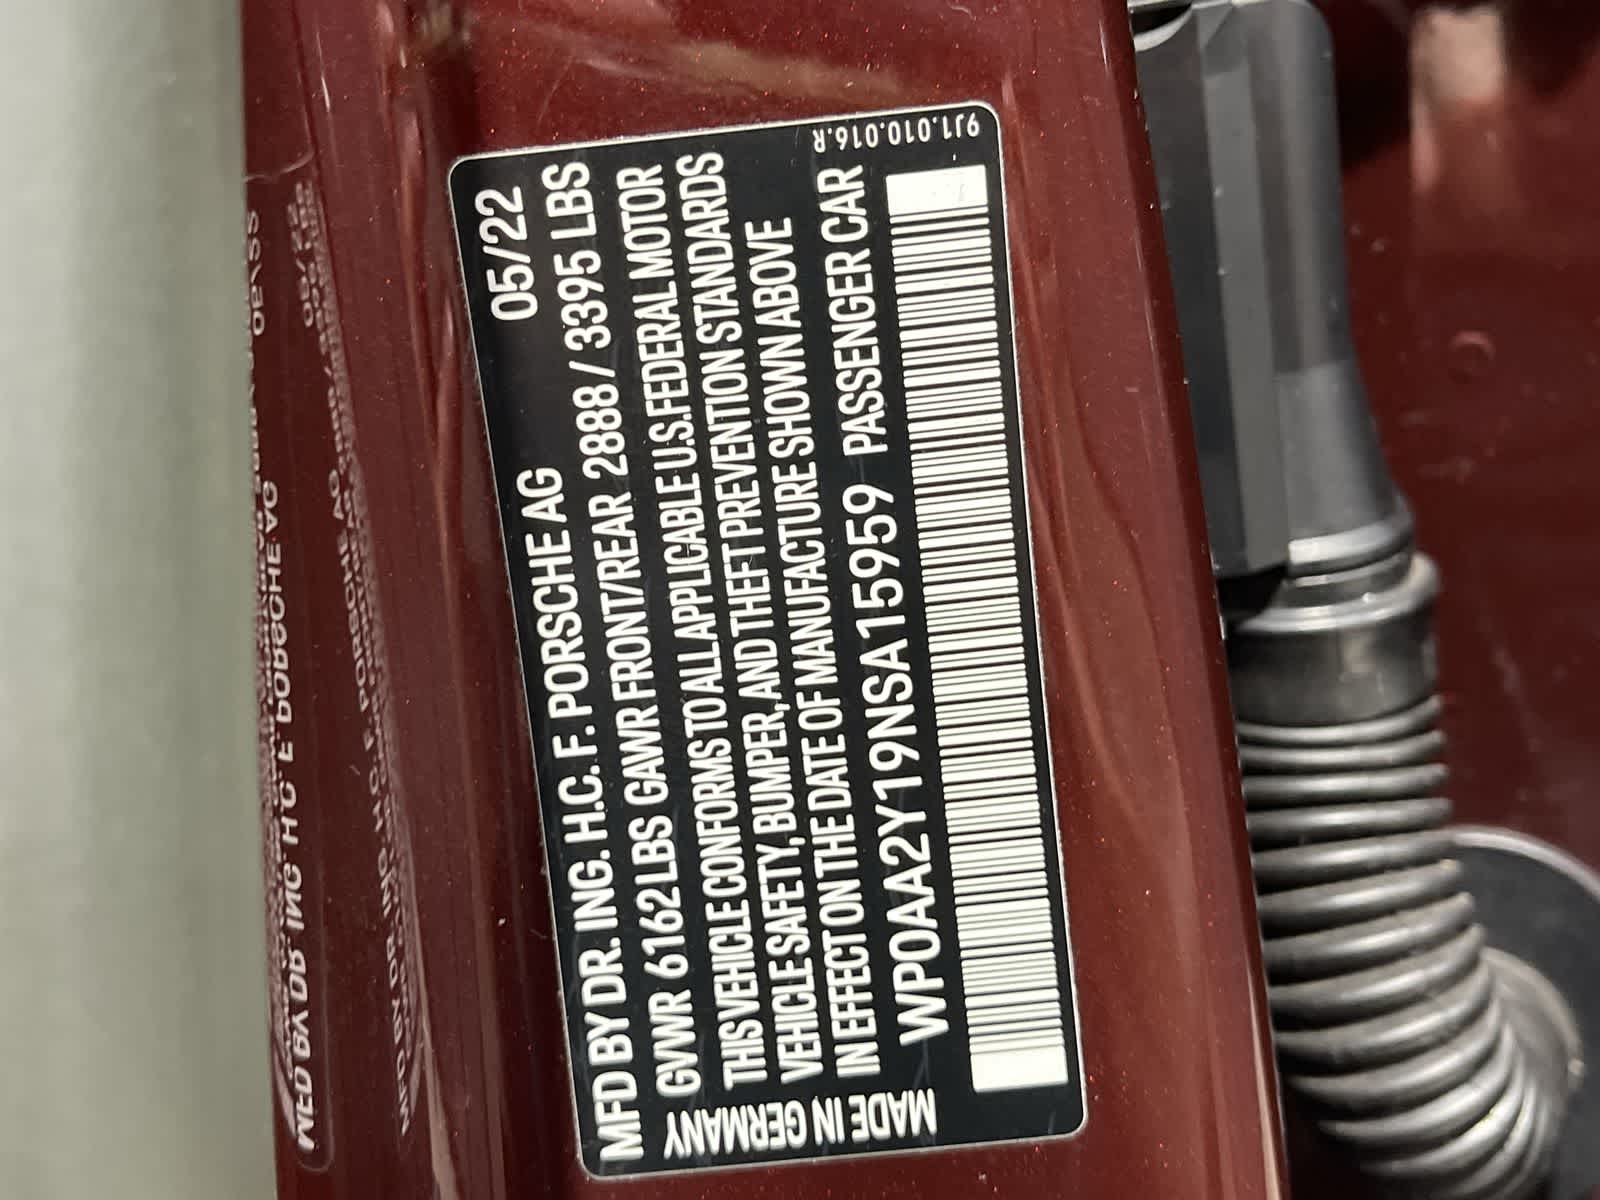 MFD BY DR. ING. H.C. F. PORSCHE AG 05/22
GVWR 6162LBS GAWR FRONT/REAR 2888 / 3395 LBS
THIS VEHICLE CONFORMS TO ALL APPLICABLE U.S.FEDERAL MOTOR
VEHICLE SAFETY, BUMPER, AND THEFT PREVENTION STANDARDS
IN EFFECT ON THE DATE OF MANUFACTURE SHOWN ABOVE
WP0AA2Y19NSA15959 PASSENGER CAR
MADE IN GERMANY
9J1.010.016.R